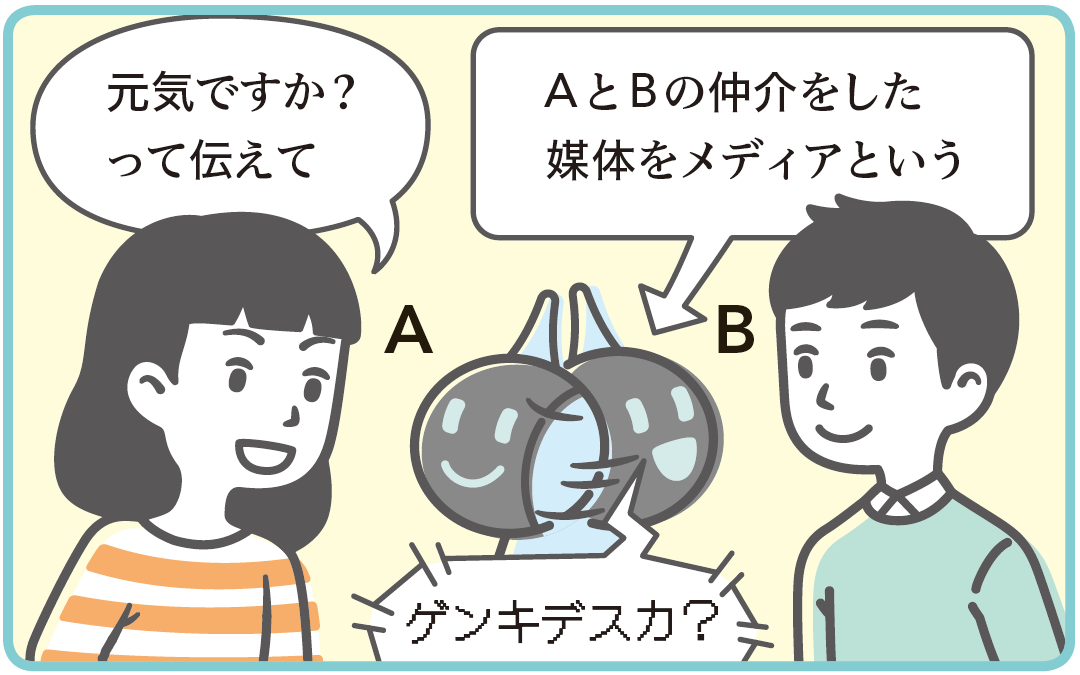 元気ですか？
って伝えて
AとBの仲介をした
媒体をメディアという
A
B
ゲンキデスカ？